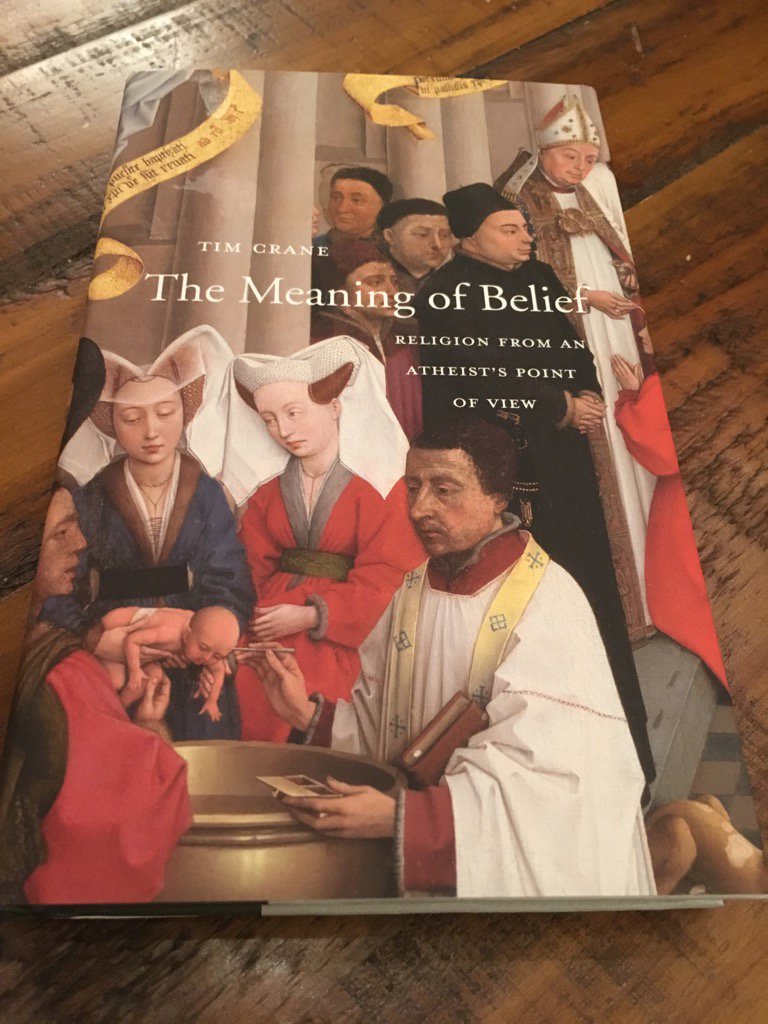 TIM CRANE
The Meaning of Belief
RELIGION FROM AN
ATHEIST'S POINT
OF VIEW